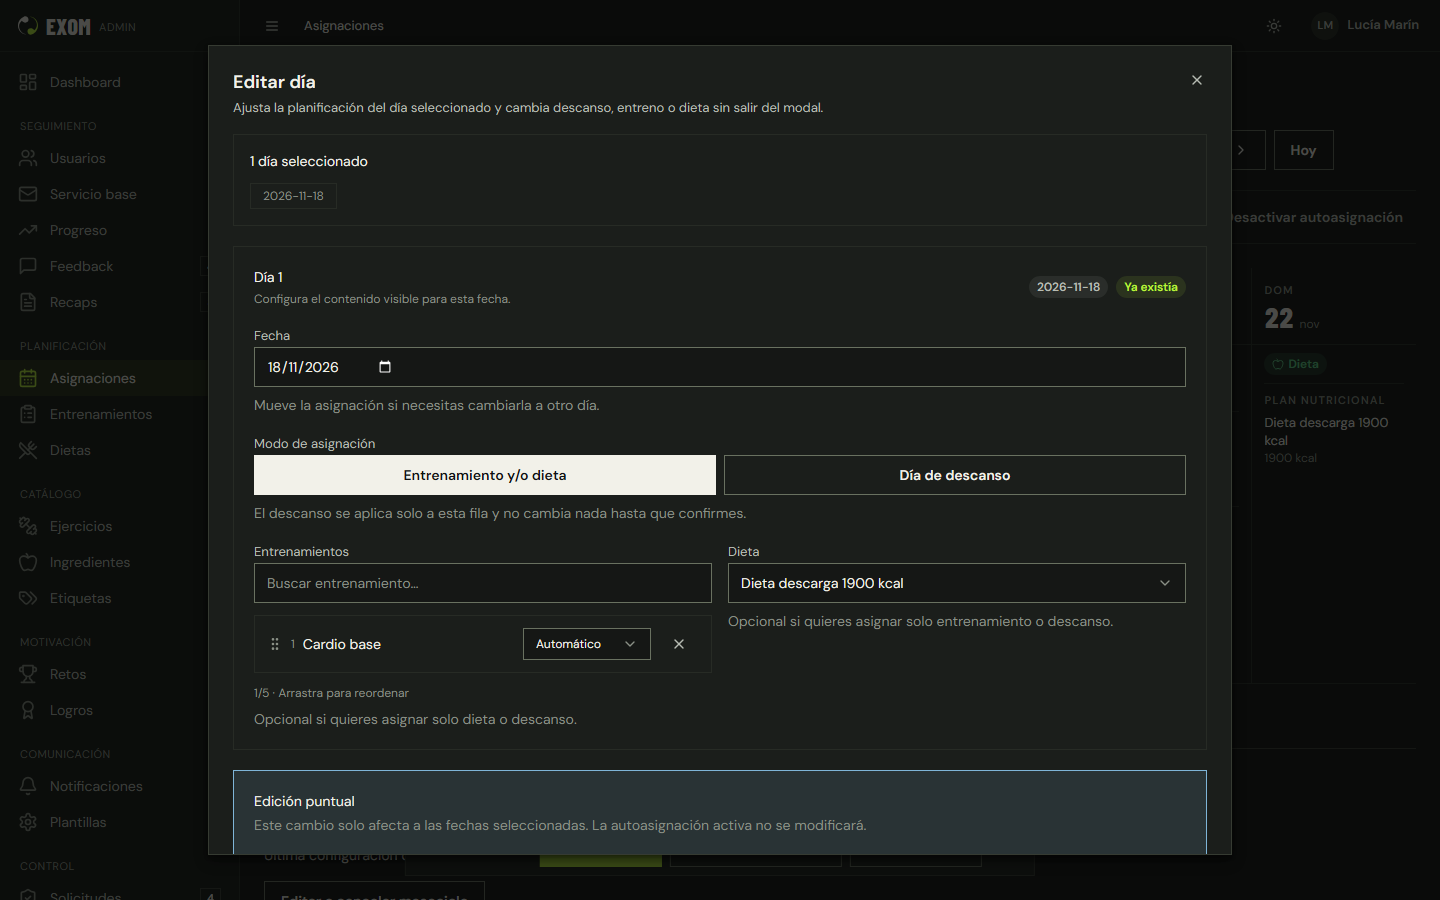 EXOM ADMIN
Asignaciones
LM Lucía Marín
Dashboard
SEGUIMIENTO
Usuarios
Servicio base
Progreso
Feedback
Recaps
PLANIFICACIÓN
Asignaciones
Entrenamientos
Dietas
CATÁLOGO
Ejercicios
Ingredientes
Etiquetas
MOTIVACIÓN
Retos
Logros
COMUNICACIÓN
Notificaciones
Plantillas
CONTROL
Solicitudes 4
Editar día
Ajusta la planificación del día seleccionado y cambia descanso, entreno o dieta sin salir del modal.
1 día seleccionado
2026-11-18
Día 1
Configura el contenido visible para esta fecha.
2026-11-18 Ya existía
Fecha
18/11/2026
Mueve la asignación si necesitas cambiarla a otro día.
Modo de asignación
Entrenamiento y/o dieta
Día de descanso
El descanso se aplica solo a esta fila y no cambia nada hasta que confirmes.
Entrenamientos
Buscar entrenamiento...
1 Cardio base Automático
1/5 · Arrastra para reordenar
Opcional si quieres asignar solo dieta o descanso.
Dieta
Dieta descarga 1900 kcal
Opcional si quieres asignar solo entrenamiento o descanso.
Edición puntual
Este cambio solo afecta a las fechas seleccionadas. La autoasignación activa no se modificará.
Hoy
Desactivar autoasignación
DOM
22 nov
Dieta
PLAN NUTRICIONAL
Dieta descarga 1900
kcal
1900 kcal